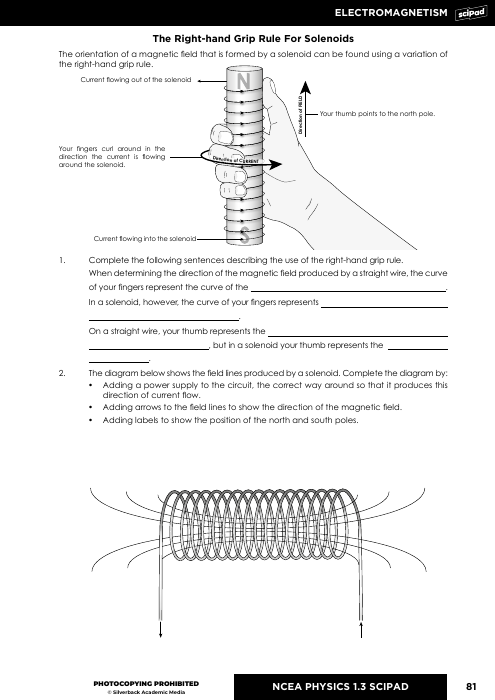 ELECTROMAGNETISM scipad
The Right-hand Grip Rule For Solenoids
The orientation of a magnetic field that is formed by a solenoid can be found using a variation of
the right-hand grip rule.
Current flowing out of the solenoid
N
Direction of FIELD
Your thumb points to the north pole.
Your fingers curl around in the
direction the current is flowing
around the solenoid.
Direction of CURRENT
Current flowing into the solenoid
S
1. Complete the following sentences describing the use of the right-hand grip rule.
When determining the direction of the magnetic field produced by a straight wire, the curve
of your fingers represent the curve of the .
In a solenoid, however, the curve of your fingers represents
.
On a straight wire, your thumb represents the
, but in a solenoid your thumb represents the
.
2. The diagram below shows the field lines produced by a solenoid. Complete the diagram by:
• Adding a power supply to the circuit, the correct way around so that it produces this
direction of current flow.
• Adding arrows to the field lines to show the direction of the magnetic field.
• Adding labels to show the position of the north and south poles.
PHOTOCOPYING PROHIBITED
© Silverback Academic Media
NCEA PHYSICS 1.3 SCIPAD
81